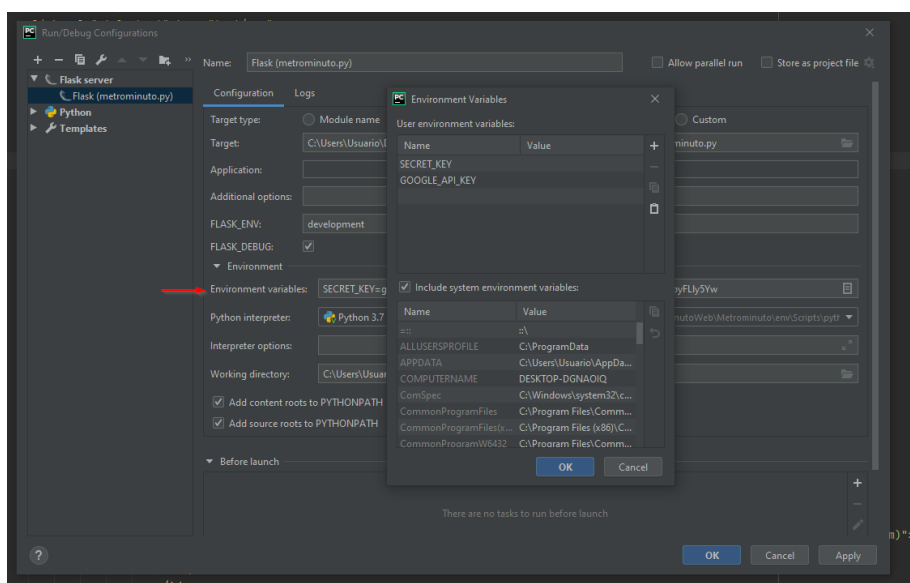 Run/Debug Configurations
Name: Flask (metrominuto.py)
Allow parallel run
Store as project file
Flask server
Flask (metrominuto.py)
Python
Templates
Configuration Logs
Target type: Module name Custom
Target: C:\Users\Usuario\ minuto.py
Application:
Additional options:
FLASK_ENV: development
FLASK_DEBUG:
Environment
Environment variables: SECRET_KEY=g
Python interpreter: Python 3.7
Interpreter options:
Working directory: C:\Users\Usuar
Add content roots to PYTHONPATH
Add source roots to PYTHONPATH
Before launch
There are no tasks to run before launch
OK Cancel Apply
Environment Variables
User environment variables:
Name Value
SECRET_KEY
GOOGLE_API_KEY
Include system environment variables:
Name Value
=:: ::\
ALLUSERSPROFILE C:\ProgramData
APPDATA C:\Users\Usuario\AppDa...
COMPUTERNAME DESKTOP-DGNAOIQ
ComSpec C:\Windows\system32\c...
CommonProgramFiles C:\Program Files\Comm...
CommonProgramFiles(x... C:\Program Files (x86)\C...
CommonProgramW6432 C:\Program Files\Comm...
OK Cancel